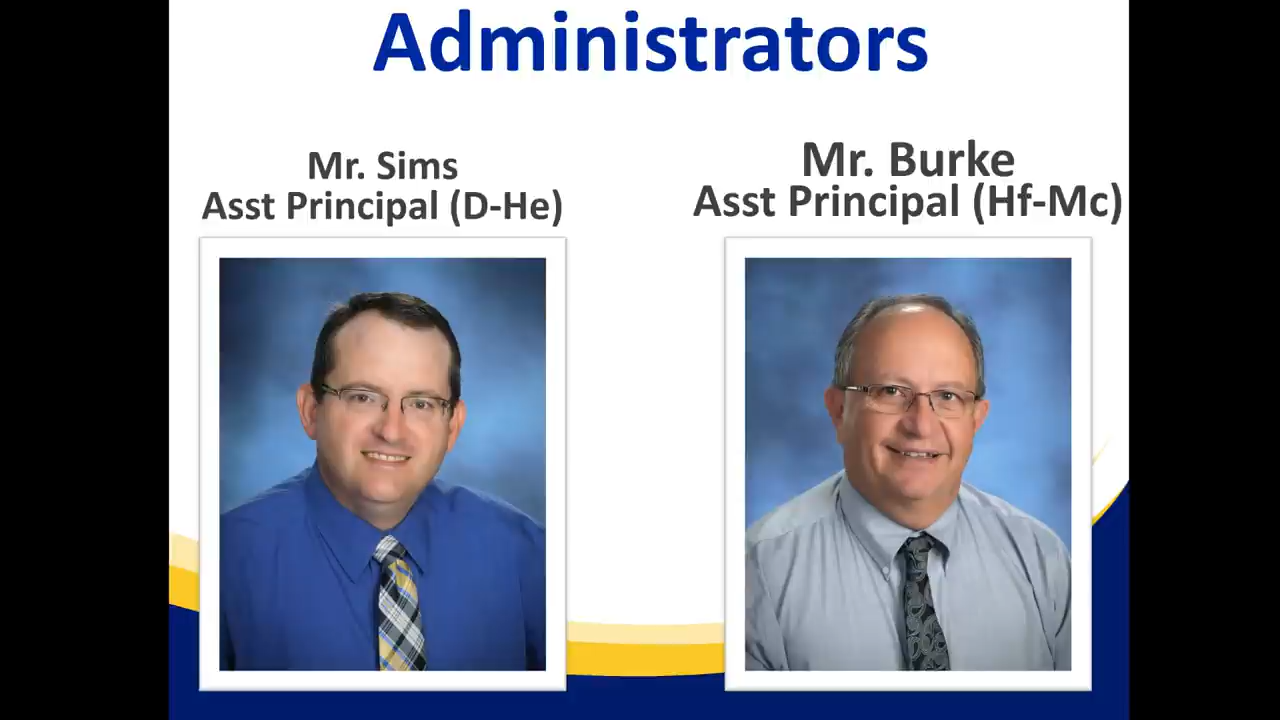 Administrators
Mr. Sims
Asst Principal (D-He)
Mr. Burke
Asst Principal (Hf-Mc)